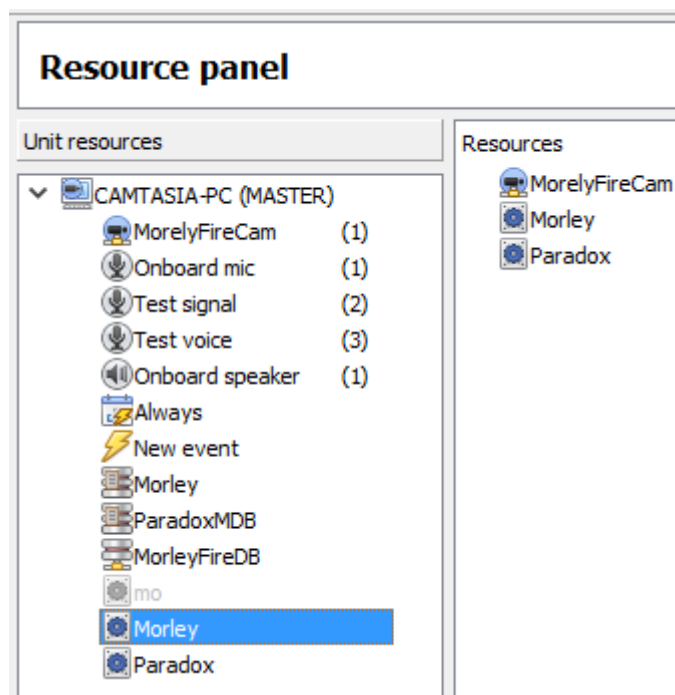 Resource panel
Unit resources
CAMTASIA-PC (MASTER)
MorelyFireCam (1)
Onboard mic (1)
Test signal (2)
Test voice (3)
Onboard speaker (1)
Always
New event
Morley
ParadoxMDB
MorleyFireDB
mo
Morley
Paradox
Resources
MorelyFireCam
Morley
Paradox